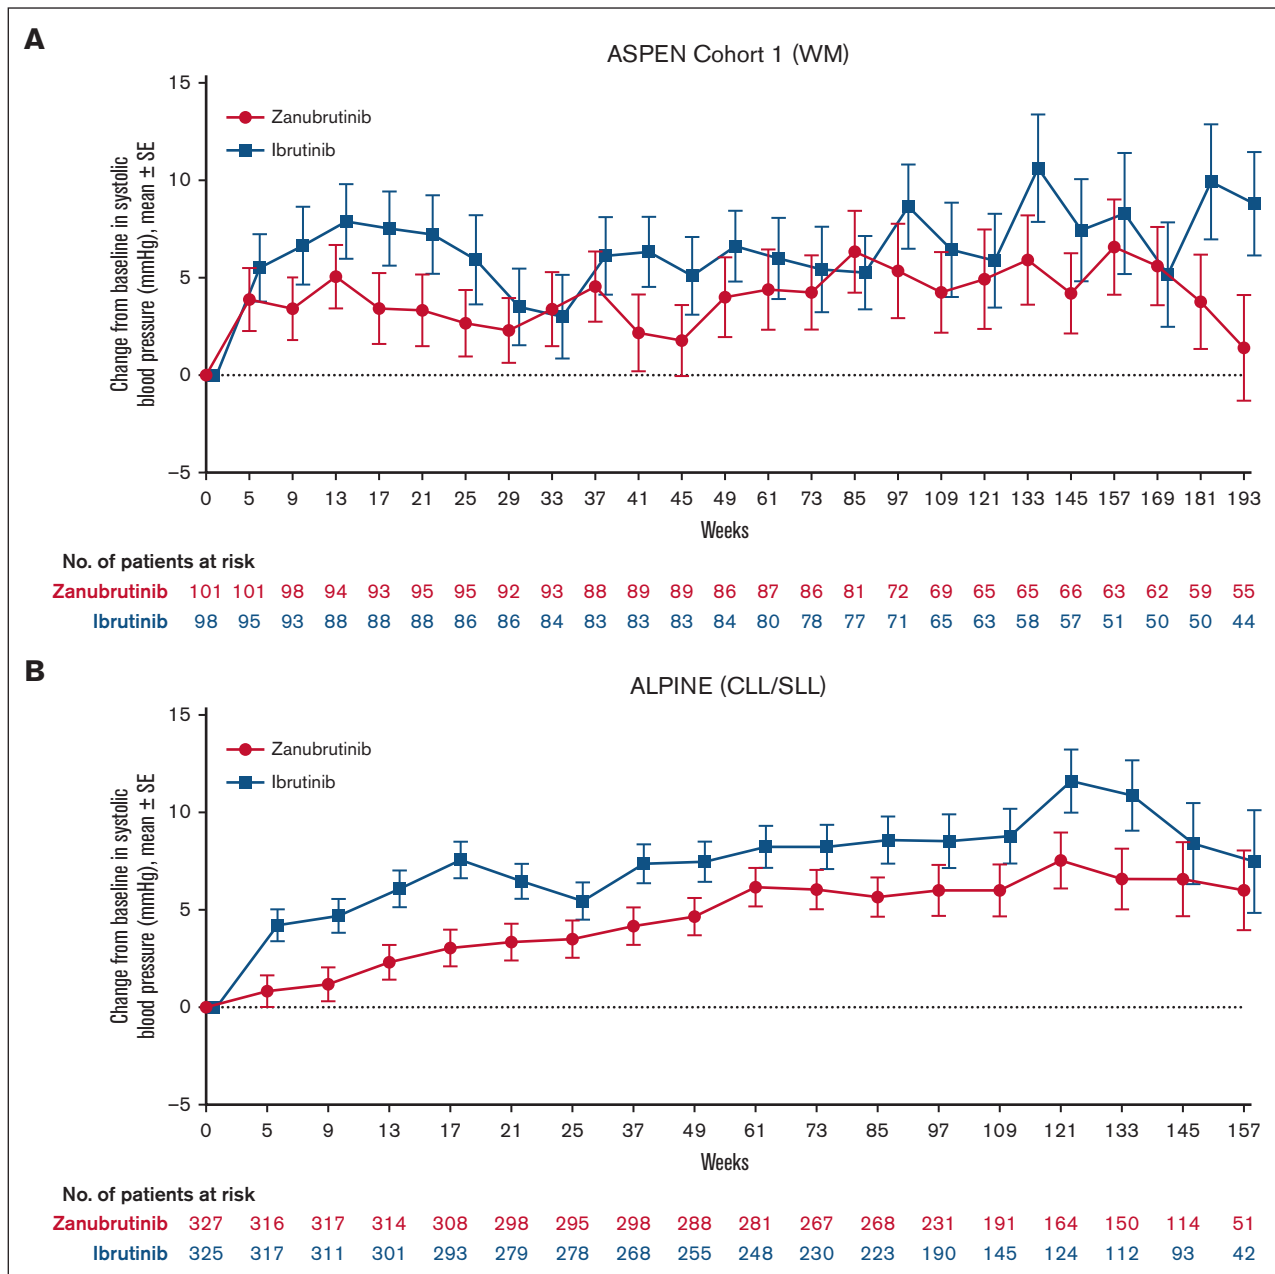 A
ASPEN Cohort 1 (WM)
Change from baseline in systolic
blood pressure (mmHg), mean ± SE
15
10
5
0
–5
Zanubrutinib
Ibrutinib
0 5 9 13 17 21 25 29 33 37 41 45 49 61 73 85 97 109 121 133 145 157 169 181 193
Weeks
No. of patients at risk
Zanubrutinib 101 101 98 94 93 95 95 92 93 88 89 89 86 87 86 81 72 69 65 65 66 63 62 59 55
Ibrutinib 98 95 93 88 88 88 86 86 84 83 83 83 84 80 78 77 71 65 63 58 57 51 50 50 44
B
ALPINE (CLL/SLL)
Change from baseline in systolic
blood pressure (mmHg), mean ± SE
15
10
5
0
–5
Zanubrutinib
Ibrutinib
0 5 9 13 17 21 25 37 49 61 73 85 97 109 121 133 145 157
Weeks
No. of patients at risk
Zanubrutinib 327 316 317 314 308 298 295 298 288 281 267 268 231 191 164 150 114 51
Ibrutinib 325 317 311 301 293 279 278 268 255 248 230 223 190 145 124 112 93 42